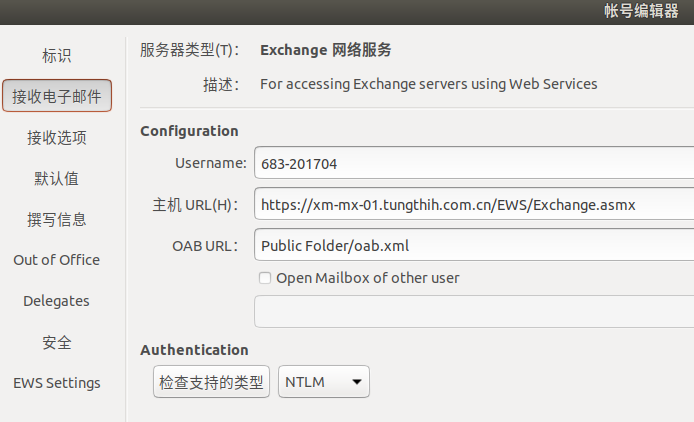 帐号编辑器
标识
接收电子邮件
接收选项
默认值
撰写信息
Out of Office
Delegates
安全
EWS Settings
服务器类型(T)： Exchange 网络服务
描述： For accessing Exchange servers using Web Services
Configuration
Username: 683-201704
主机 URL(H)： https://xm-mx-01.tungthih.com.cn/EWS/Exchange.asmx
OAB URL： Public Folder/oab.xml
Open Mailbox of other user
Authentication
检查支持的类型 NTLM